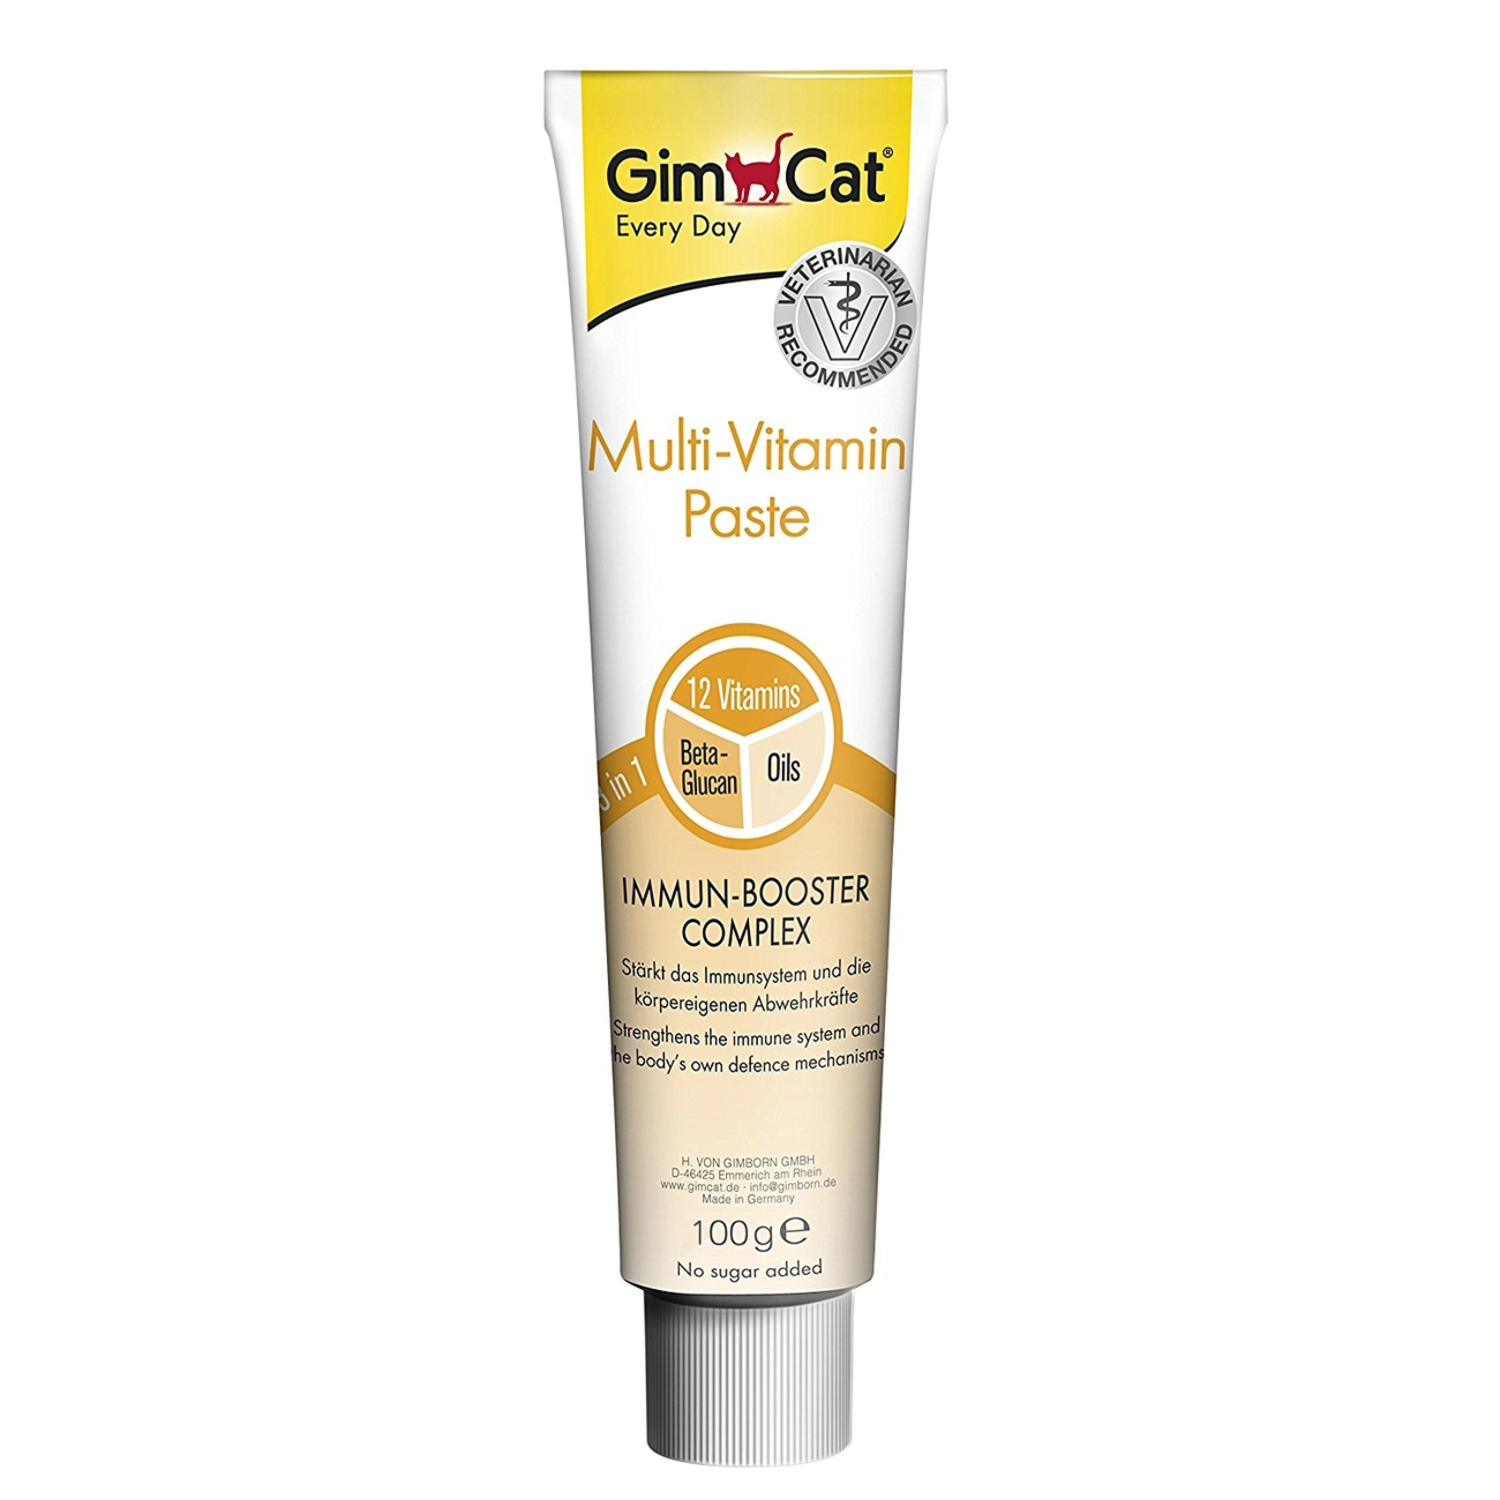 GimCat®
Every Day
VETERINARIAN
RECOMMENDED
V
Multi-Vitamin
Paste
12 Vitamins
Beta-
Glucan
Oils
3 in 1
IMMUN-BOOSTER
COMPLEX
Stärkt das Immunsystem und die
körpereigenen Abwehrkräfte
Strengthens the immune system and
the body's own defence mechanisms
H. VON GIMBORN GMBH
D-46425 Emmerich am Rhein
www.gimcat.de · info@gimborn.de
Made in Germany
100g℮
No sugar added